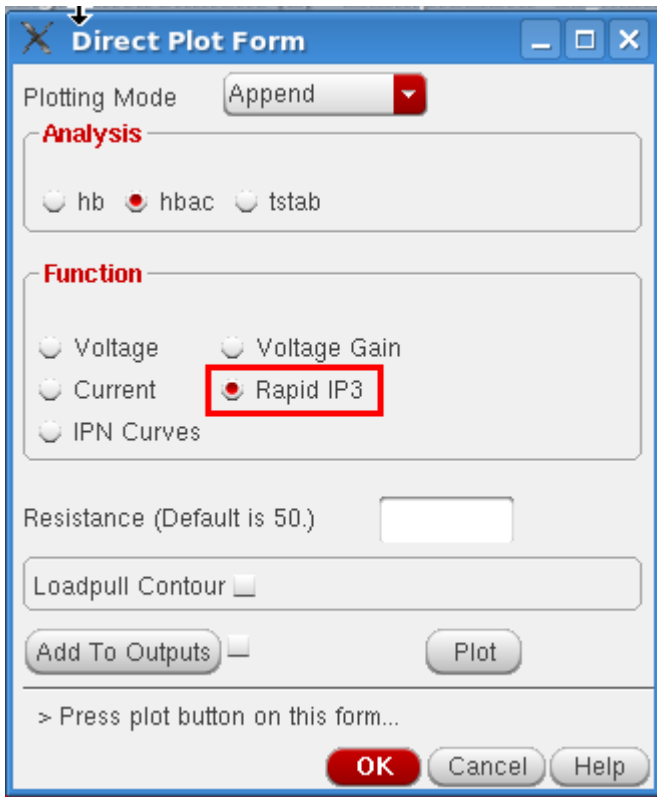 Direct Plot Form
Plotting Mode Append
Analysis
hb hbac tstab
Function
Voltage Voltage Gain
Current Rapid IP3
IPN Curves
Resistance (Default is 50.)
Loadpull Contour
Add To Outputs Plot
> Press plot button on this form...
OK Cancel Help